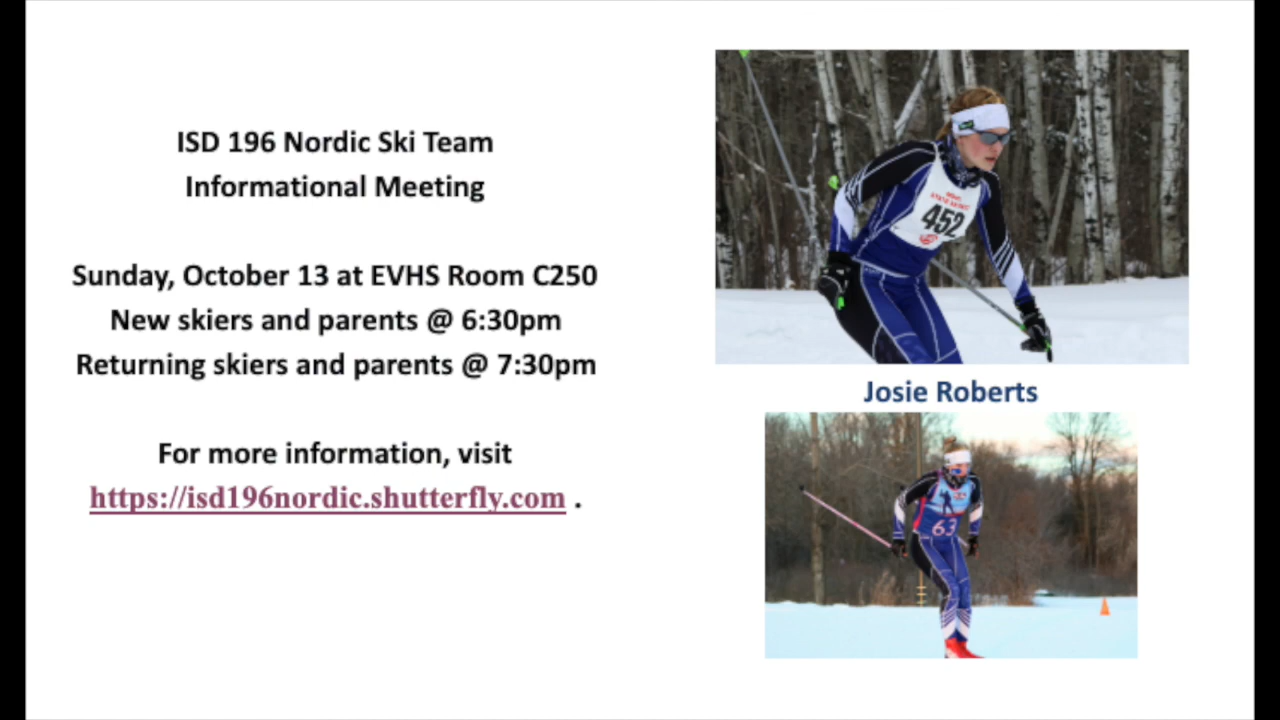 ISD 196 Nordic Ski Team
Informational Meeting
Sunday, October 13 at EVHS Room C250
New skiers and parents @ 6:30pm
Returning skiers and parents @ 7:30pm
For more information, visit
https://isd196nordic.shutterfly.com .
452
Josie Roberts
63